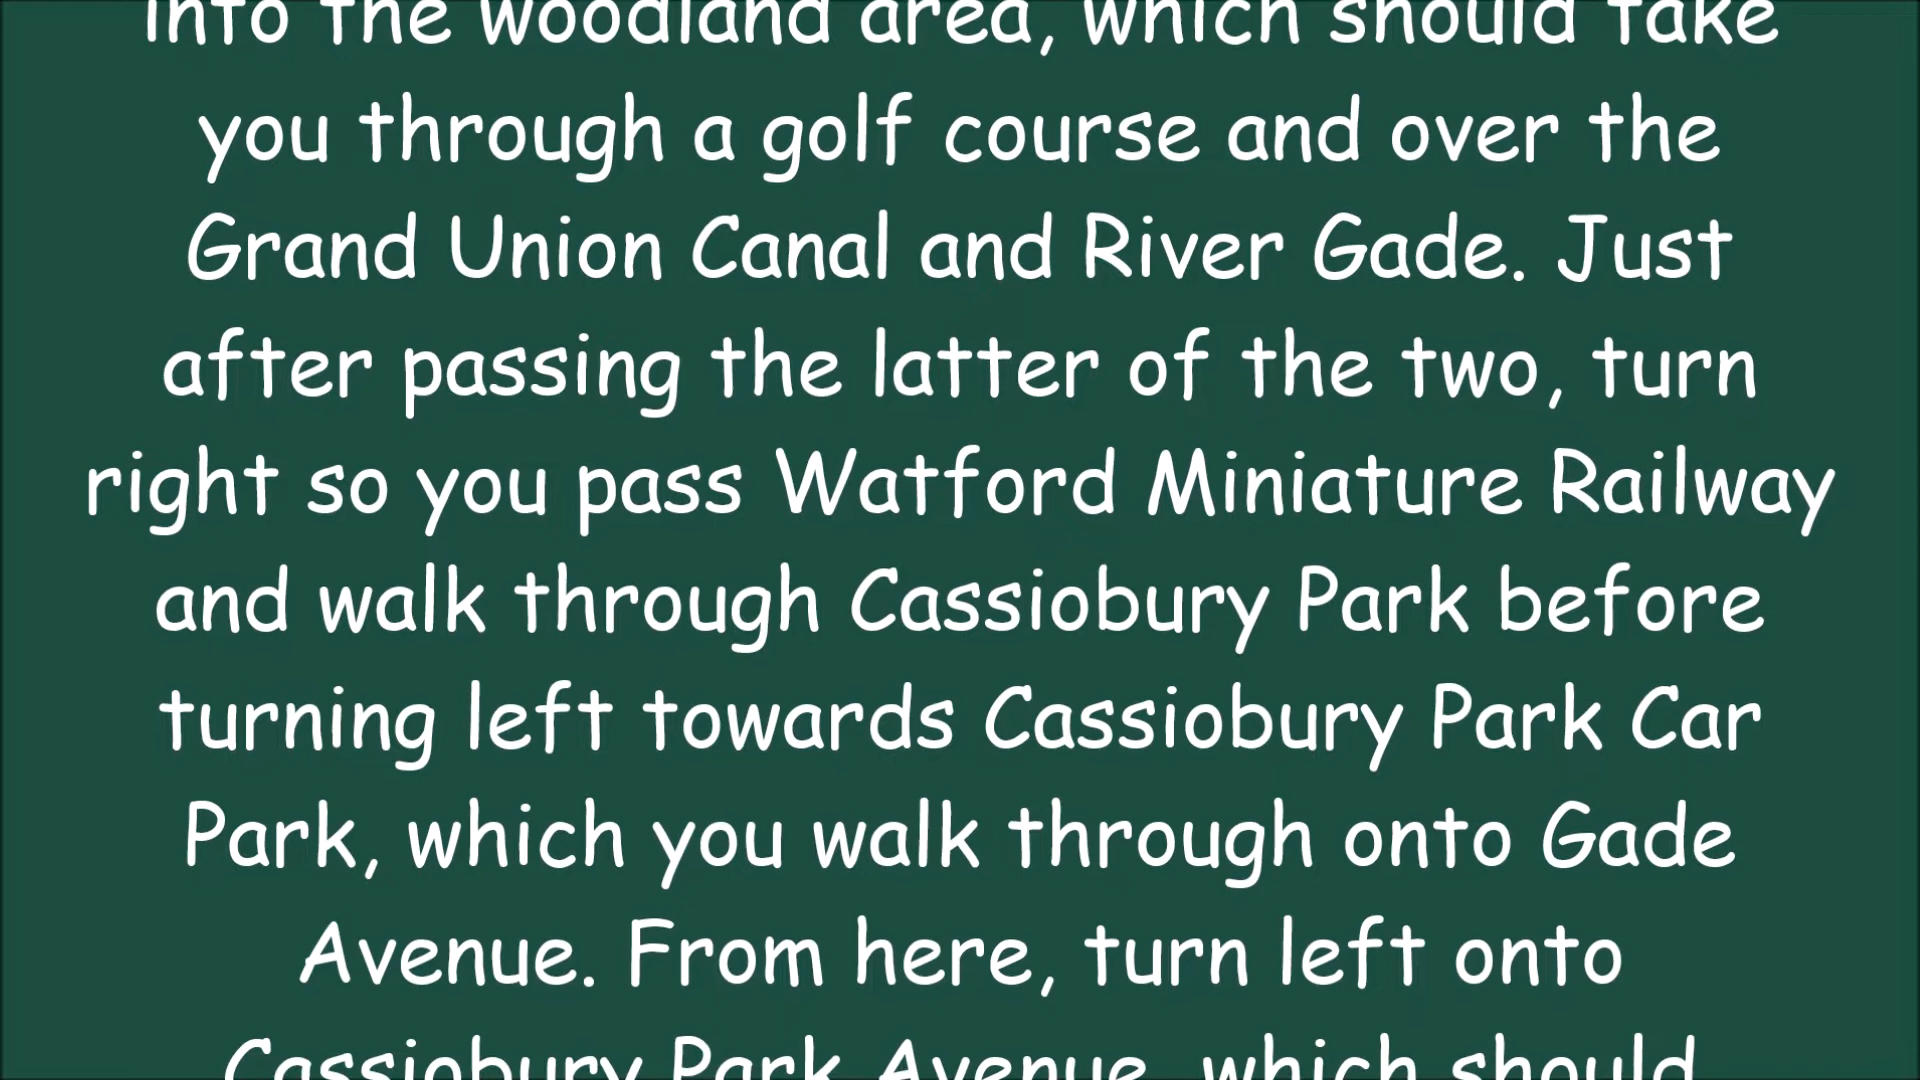 into the woodland area, which should take
you through a golf course and over the
Grand Union Canal and River Gade. Just
after passing the latter of the two, turn
right so you pass Watford Miniature Railway
and walk through Cassiobury Park before
turning left towards Cassiobury Park Car
Park, which you walk through onto Gade
Avenue. From here, turn left onto
Cassiobury Park Avenue, which should